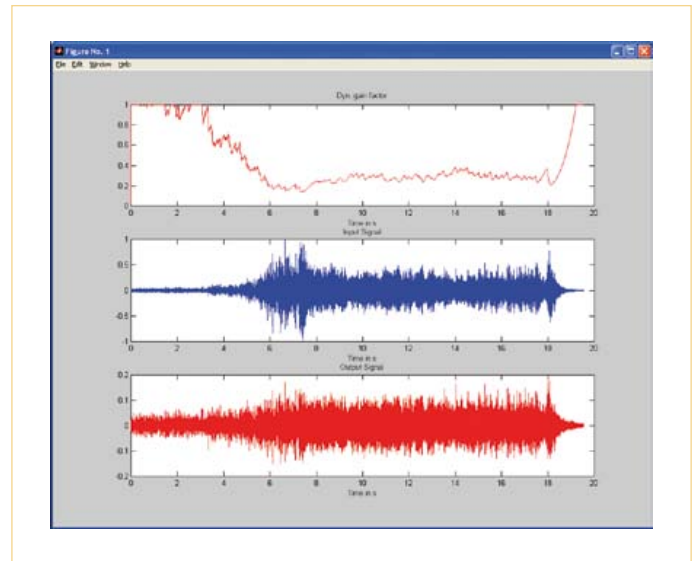 Figure No. 1
File Edit Window Help
Dyn. gain factor
1
0.8
0.6
0.4
0.2
0
0 2 4 6 8 10 12 14 16 18 20
Time in s
Input Signal
1
0.5
0
-0.5
-1
0 2 4 6 8 10 12 14 16 18 20
Time in s
Output Signal
0.2
0.1
0
-0.1
-0.2
0 2 4 6 8 10 12 14 16 18 20
Time in s